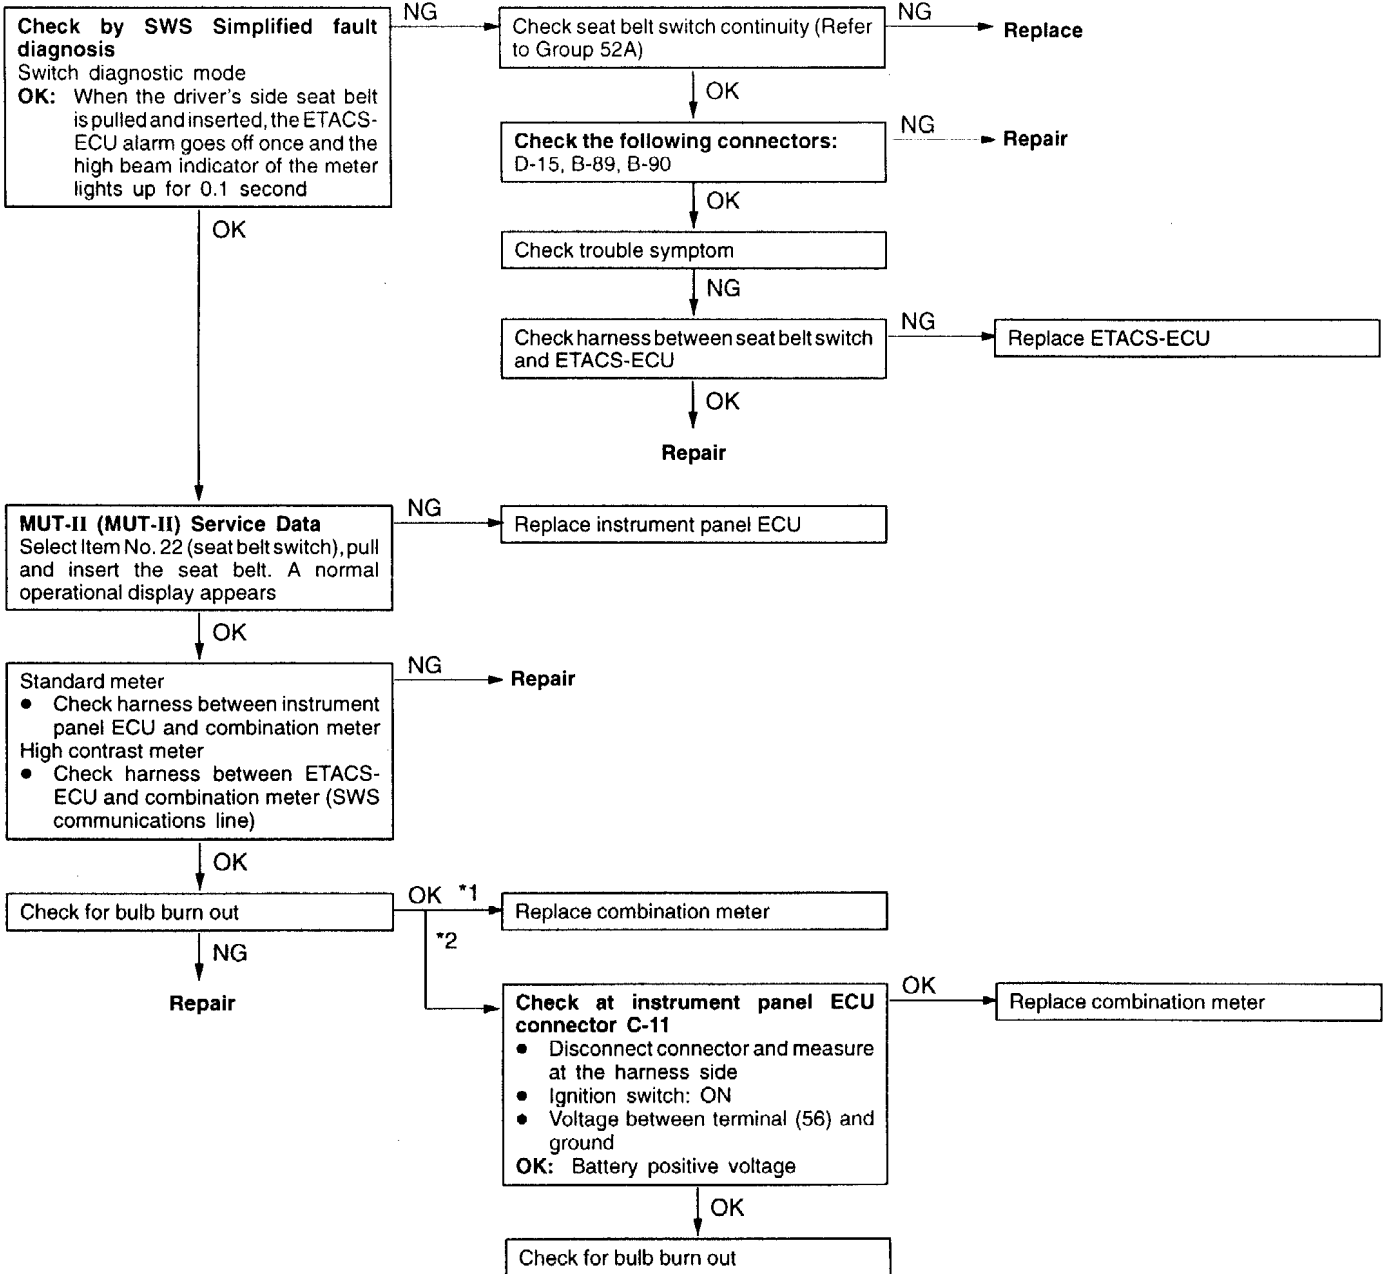 Check by SWS Simplified fault
diagnosis
Switch diagnostic mode
OK: When the driver's side seat belt
is pulled and inserted, the ETACS-
ECU alarm goes off once and the
high beam indicator of the meter
lights up for 0.1 second
NG
Check seat belt switch continuity (Refer
to Group 52A)
NG
Replace
OK
Check the following connectors:
D-15, B-89, B-90
NG
Repair
OK
Check trouble symptom
NG
Check harness between seat belt switch
and ETACS-ECU
NG
Replace ETACS-ECU
OK
Repair
OK
MUT-II (MUT-II) Service Data
Select Item No. 22 (seat belt switch), pull
and insert the seat belt. A normal
operational display appears
NG
Replace instrument panel ECU
OK
Standard meter
● Check harness between instrument
panel ECU and combination meter
High contrast meter
● Check harness between ETACS-
ECU and combination meter (SWS
communications line)
NG
Repair
OK
Check for bulb burn out
OK *1
Replace combination meter
*2
NG
Repair
Check at instrument panel ECU
connector C-11
● Disconnect connector and measure
at the harness side
● Ignition switch: ON
● Voltage between terminal (56) and
ground
OK: Battery positive voltage
OK
Replace combination meter
OK
Check for bulb burn out